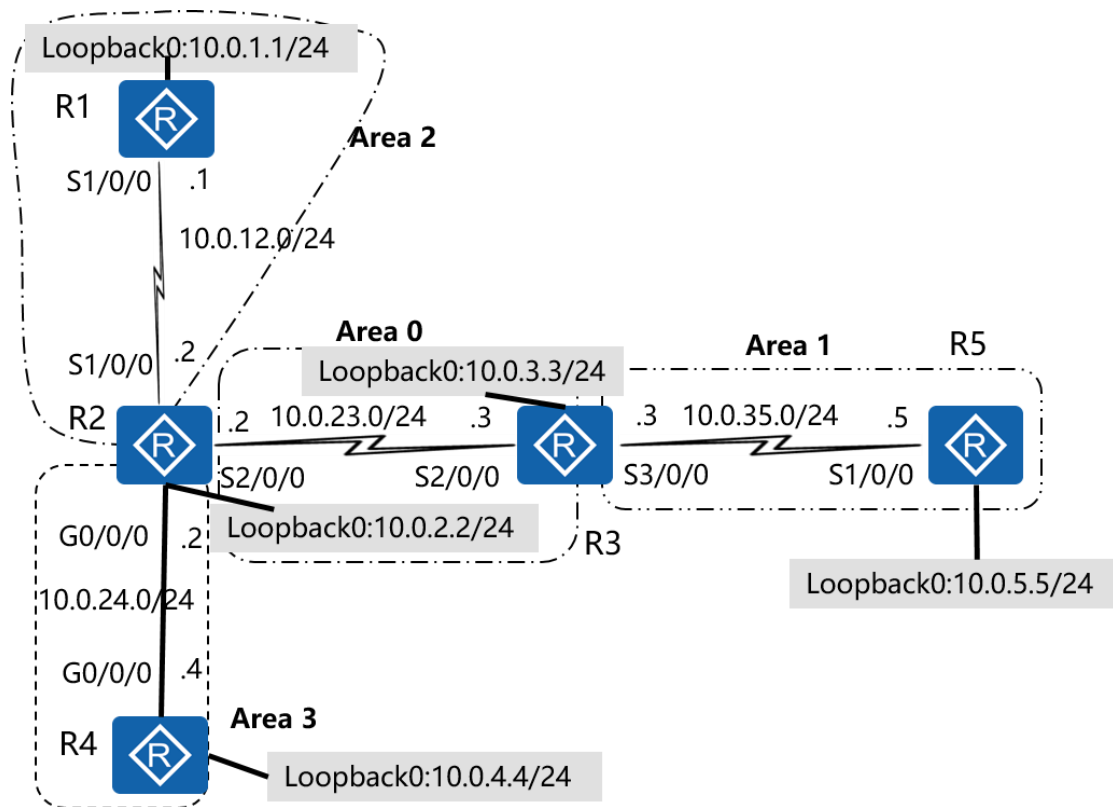 Loopback0:10.0.1.1/24
R1
R
Area 2
S1/0/0
.1
10.0.12.0/24
S1/0/0
.2
Area 0
Area 1
R5
Loopback0:10.0.3.3/24
R2
R
.2
10.0.23.0/24
.3
R
.3
10.0.35.0/24
.5
R
S2/0/0
S2/0/0
S3/0/0
S1/0/0
Loopback0:10.0.2.2/24
R3
G0/0/0
.2
Loopback0:10.0.5.5/24
10.0.24.0/24
G0/0/0
.4
Area 3
R4
R
Loopback0:10.0.4.4/24